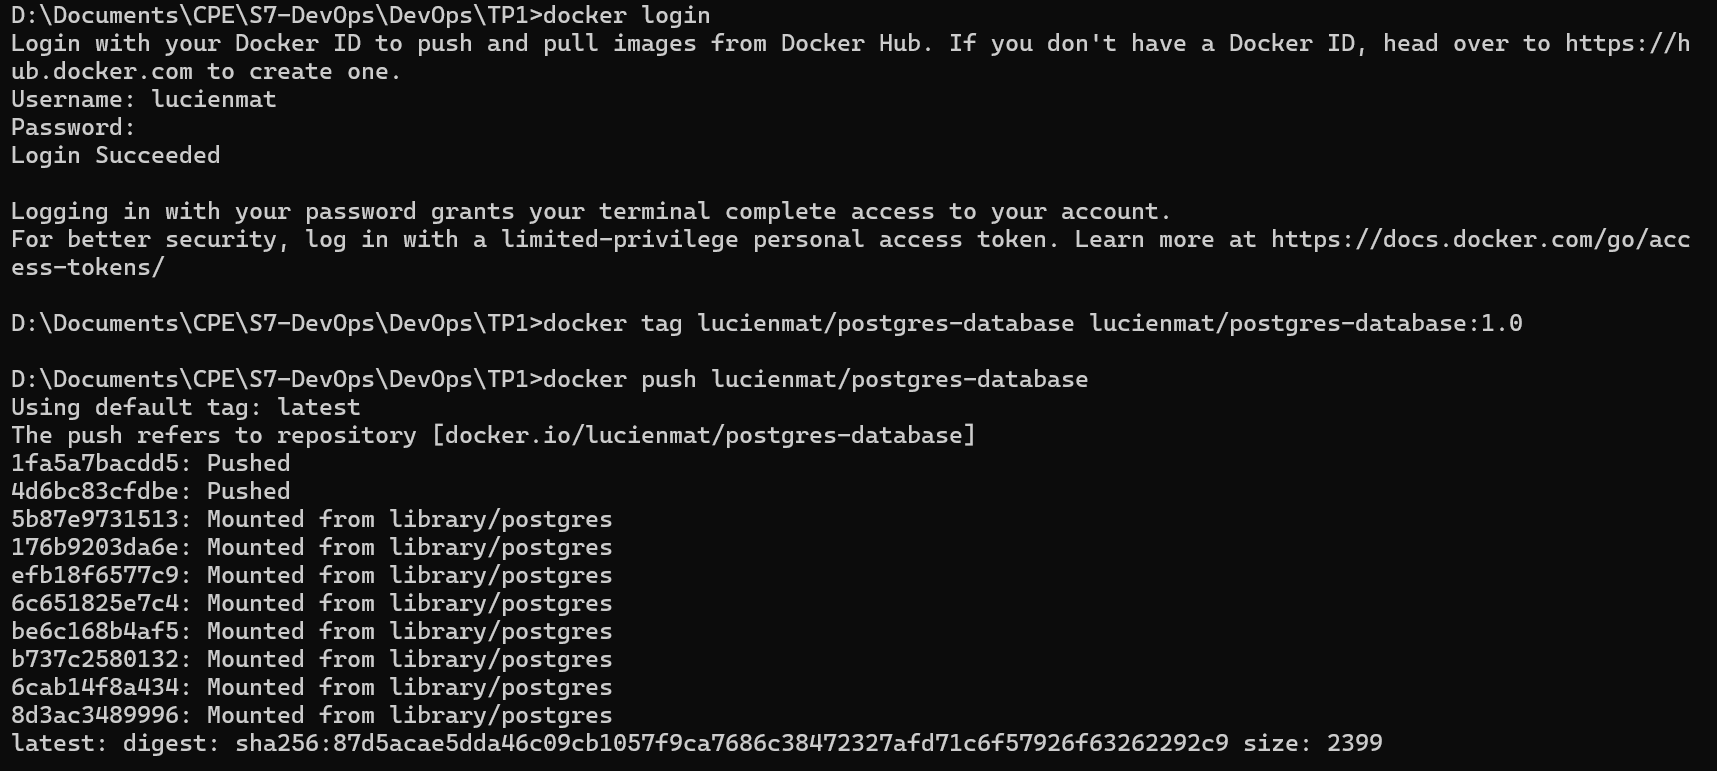 D:\Documents\CPE\S7-DevOps\DevOps\TP1>docker login
Login with your Docker ID to push and pull images from Docker Hub. If you don't have a Docker ID, head over to https://h
ub.docker.com to create one.
Username: lucienmat
Password:
Login Succeeded
Logging in with your password grants your terminal complete access to your account.
For better security, log in with a limited-privilege personal access token. Learn more at https://docs.docker.com/go/acc
ess-tokens/
D:\Documents\CPE\S7-DevOps\DevOps\TP1>docker tag lucienmat/postgres-database lucienmat/postgres-database:1.0
D:\Documents\CPE\S7-DevOps\DevOps\TP1>docker push lucienmat/postgres-database
Using default tag: latest
The push refers to repository [docker.io/lucienmat/postgres-database]
1fa5a7bacdd5: Pushed
4d6bc83cfdbe: Pushed
5b87e9731513: Mounted from library/postgres
176b9203da6e: Mounted from library/postgres
efb18f6577c9: Mounted from library/postgres
6c651825e7c4: Mounted from library/postgres
be6c168b4af5: Mounted from library/postgres
b737c2580132: Mounted from library/postgres
6cab14f8a434: Mounted from library/postgres
8d3ac3489996: Mounted from library/postgres
latest: digest: sha256:87d5acae5dda46c09cb1057f9ca7686c38472327afd71c6f57926f63262292c9 size: 2399